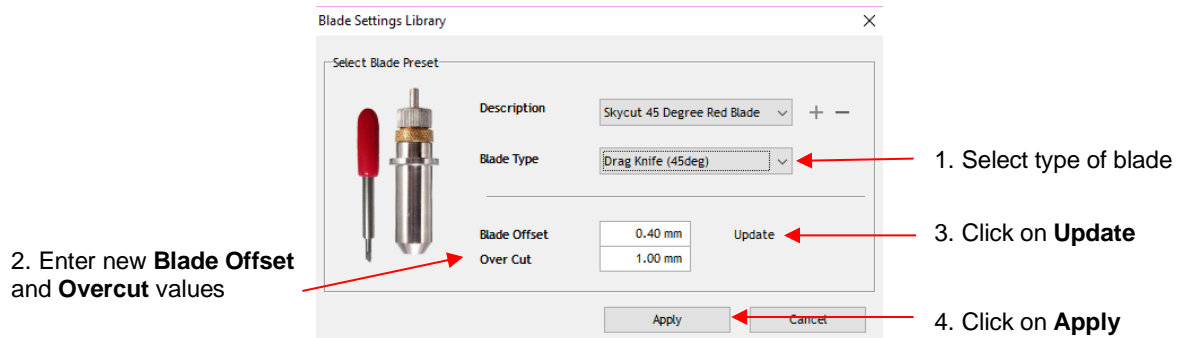 Blade Settings Library
Select Blade Preset
Description Skycut 45 Degree Red Blade + −
Blade Type Drag Knife (45deg)
1. Select type of blade
Blade Offset 0.40 mm Update
3. Click on Update
Over Cut 1.00 mm
2. Enter new Blade Offset
and Overcut values
Apply Cancel
4. Click on Apply